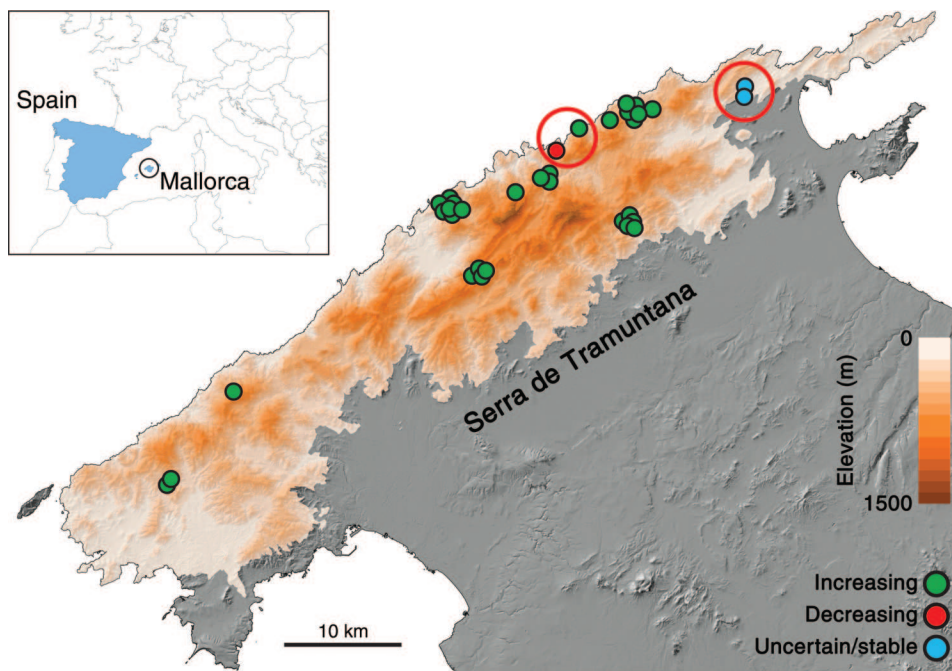 Spain
Mallorca
Serra de Tramuntana
0
Elevation (m)
1500
Increasing
Decreasing
Uncertain/stable
10 km